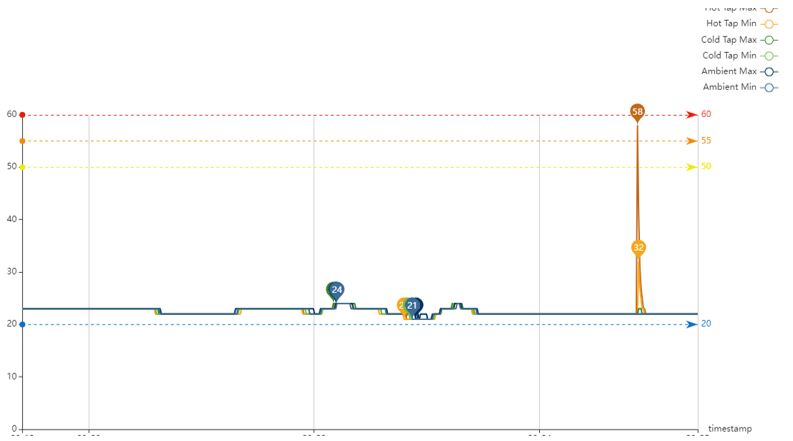 Hot Tap Max
Hot Tap Min
Cold Tap Max
Cold Tap Min
Ambient Max
Ambient Min
60
58
60
55
50
50
40
32
30
24
21
20
20
10
0
timestamp